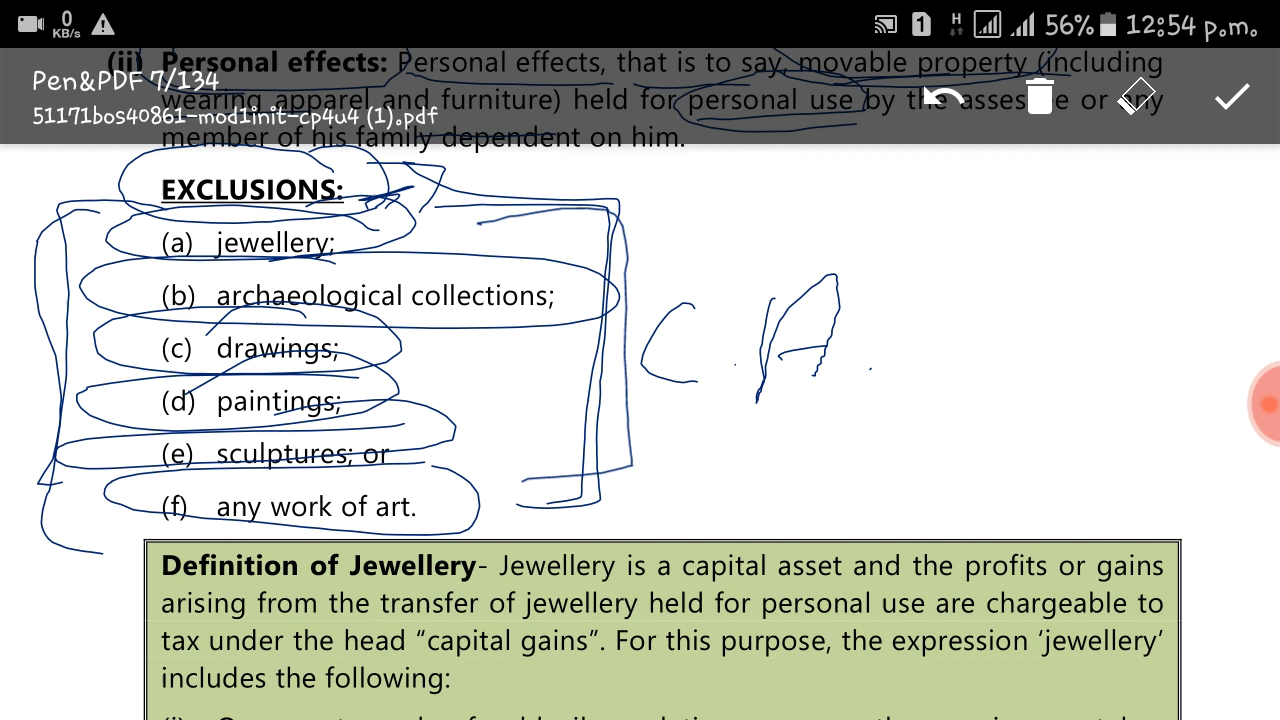 0 KB/s 1 H 56% 12:54 p.m.
(ii) Personal effects: Personal effects, that is to say, movable property (including
Pen&PDF 7/134
wearing apparel and furniture) held for personal use by the assessee or any
51171bos40861-mod1init-cp4u4 (1).pdf
member of his family dependent on him.
EXCLUSIONS:
(a) jewellery;
(b) archaeological collections;
(c) drawings;
C.A.
(d) paintings;
(e) sculptures; or
(f) any work of art.
Definition of Jewellery- Jewellery is a capital asset and the profits or gains
arising from the transfer of jewellery held for personal use are chargeable to
tax under the head “capital gains”. For this purpose, the expression ‘jewellery’
includes the following: